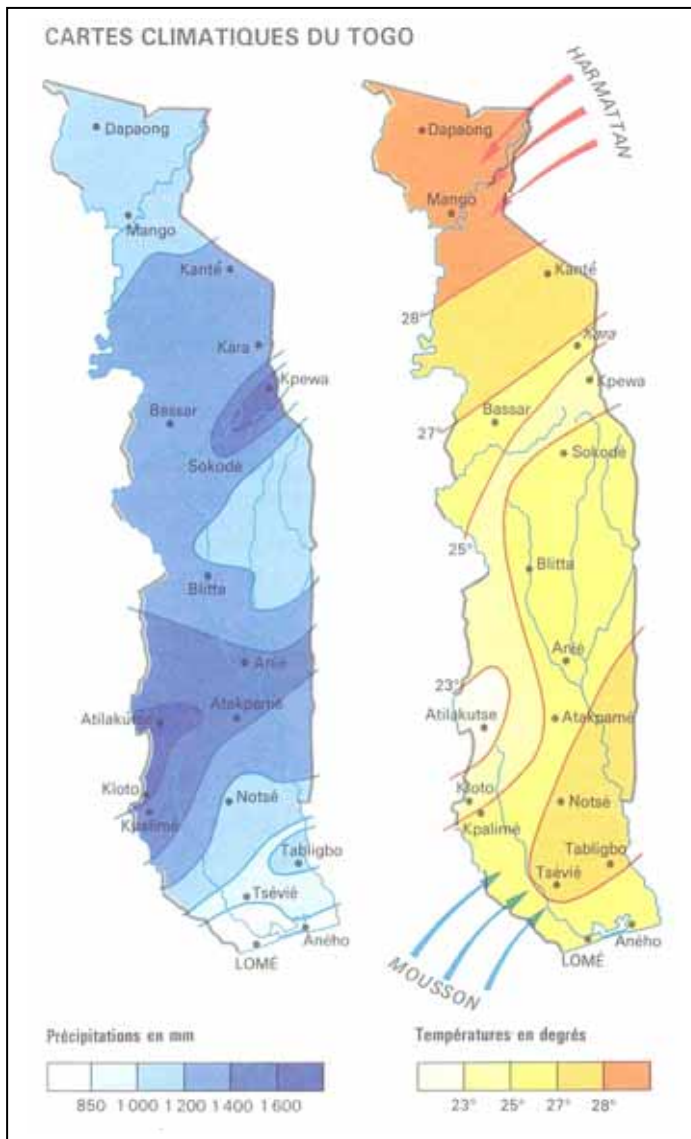 CARTES CLIMATIQUES DU TOGO
Dapaong
Mango
Kanté
Kara
Kpewa
Bassar
Sokodé
Blitta
Anié
Atakpamé
Atilakutse
Kloto
Kpalimé
Notsé
Tabligbo
Tsévié
Aného
LOMÉ
Précipitations en mm
850 1 000 1 200 1 400 1 600
HARMATTAN
Dapaong
Mango
Kanté
28°
Kara
Kpewa
Bassar
27°
Sokodé
25°
Blitta
Anié
23°
Atilakutse
Atakpamé
Kloto
Kpalimé
Notsé
Tabligbo
Tsévié
Aného
LOMÉ
MOUSSON
Températures en degrés
23° 25° 27° 28°